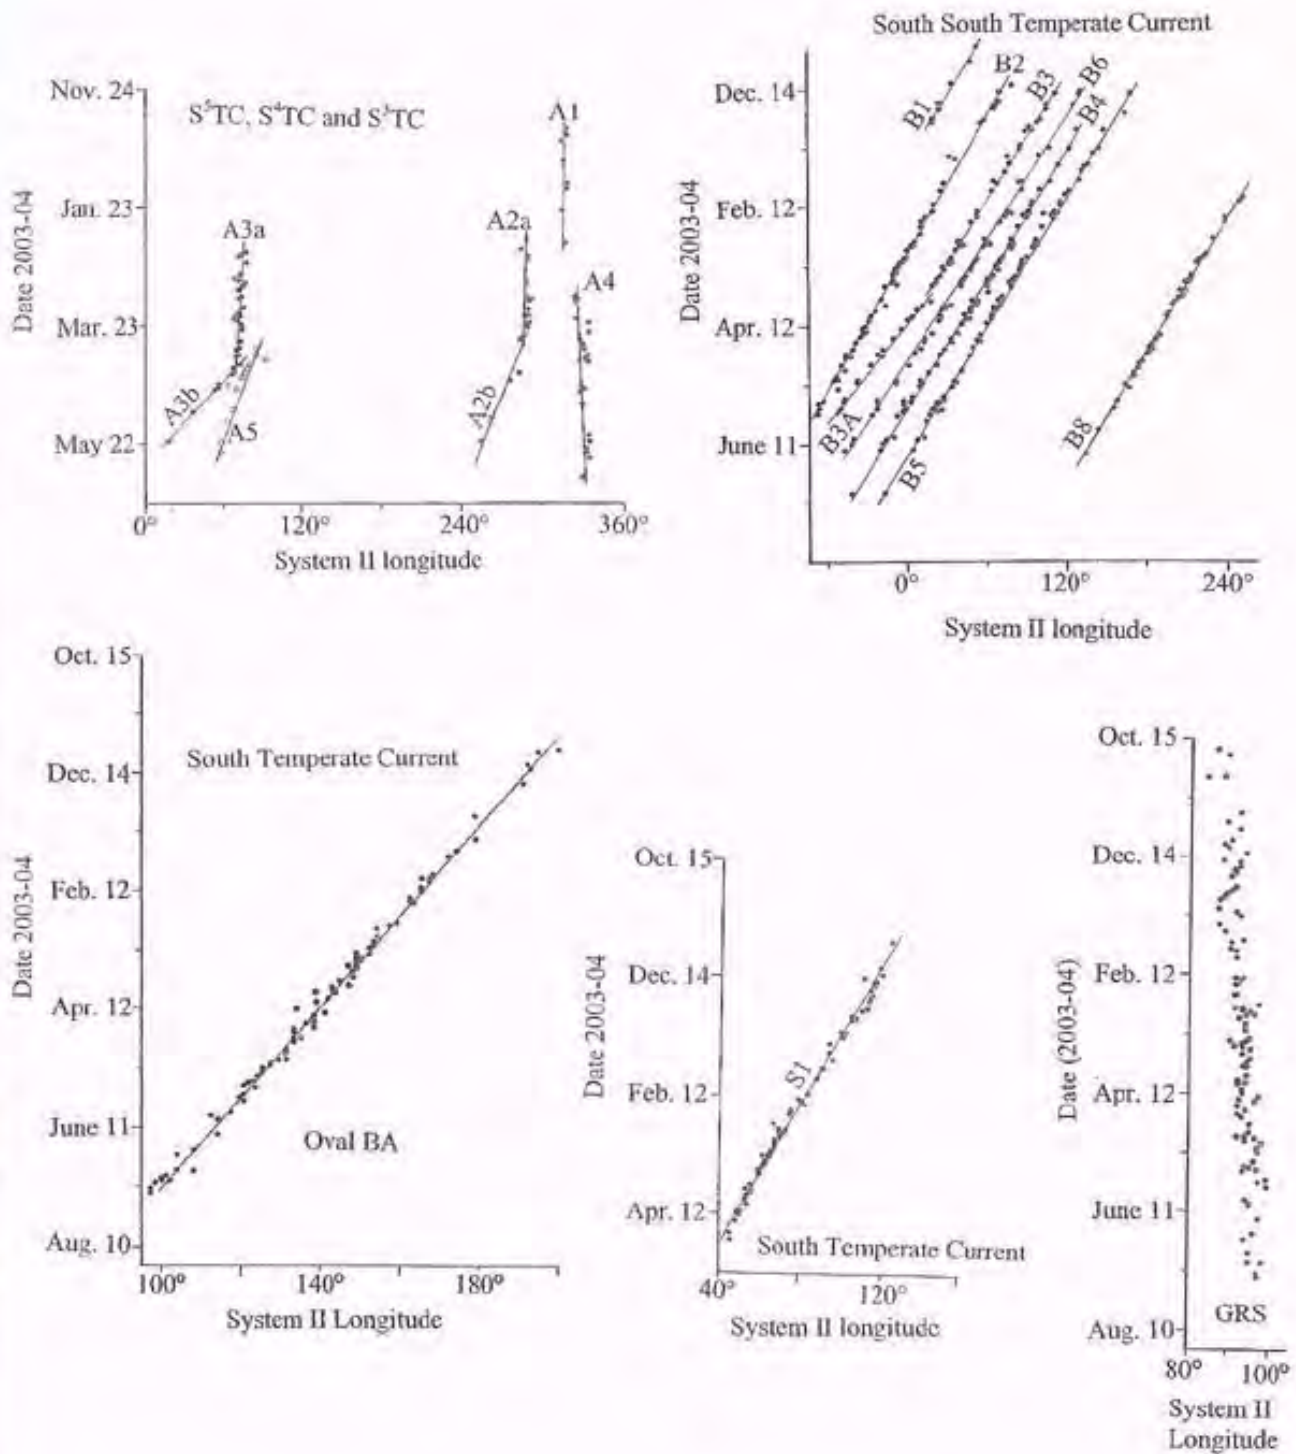 South South Temperate Current
Nov. 24
S⁵TC, S⁴TC and S³TC
Jan. 23
Mar. 23
May 22
Date 2003-04
A1
A3a
A2a
A4
A3b
A5
A2b
0° 120° 240° 360°
System II longitude
Dec. 14
Feb. 12
Apr. 12
June 11
Date 2003-04
B1
B2
B3
B6
B4
B3A
B5
B8
0° 120° 240°
System II longitude
Oct. 15
Dec. 14
Feb. 12
Apr. 12
June 11
Aug. 10
Date 2003-04
South Temperate Current
Oval BA
100° 140° 180°
System II Longitude
Oct. 15
Dec. 14
Feb. 12
Apr. 12
Date 2003-04
S1
South Temperate Current
40° 120°
System II longitude
Oct. 15
Dec. 14
Feb. 12
Apr. 12
June 11
Aug. 10
Date (2003-04)
GRS
80° 100°
System II
Longitude